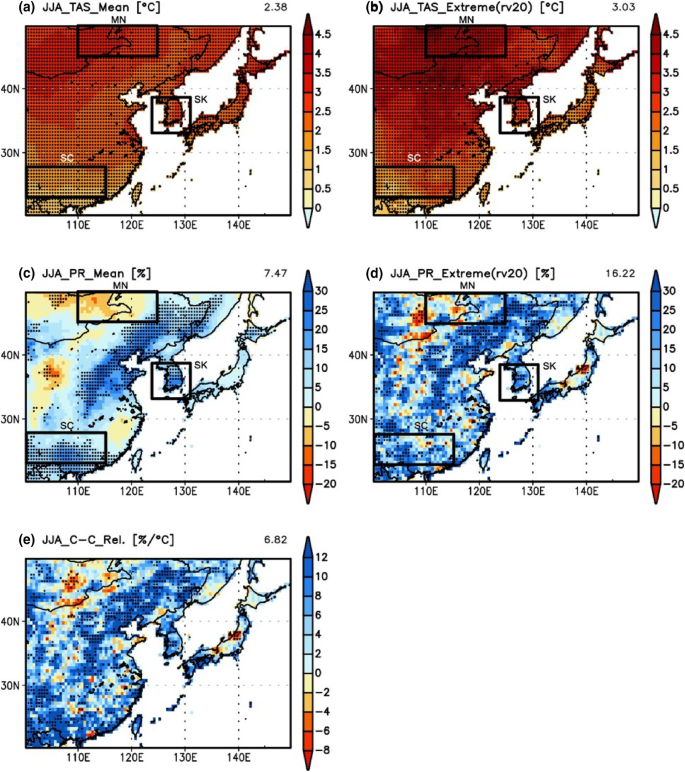 (a) JJA_TAS_Mean [°C] 2.38
MN
40N
SK
30N
SC
110E 120E 130E 140E
4.5
4
3.5
3
2.5
2
1.5
1
0.5
0
(b) JJA_TAS_Extreme(rv20) [°C] 3.03
MN
40N
SK
30N
SC
110E 120E 130E 140E
4.5
4
3.5
3
2.5
2
1.5
1
0.5
0
(c) JJA_PR_Mean [%] 7.47
MN
40N
SK
30N
SC
110E 120E 130E 140E
30
25
20
15
10
5
0
−5
−10
−15
−20
(d) JJA_PR_Extreme(rv20) [%] 16.22
MN
40N
SK
30N
SC
110E 120E 130E 140E
30
25
20
15
10
5
0
−5
−10
−15
−20
(e) JJA_C−C_Rel. [%/°C] 6.82
40N
30N
110E 120E 130E 140E
12
10
8
6
4
2
0
−2
−4
−6
−8